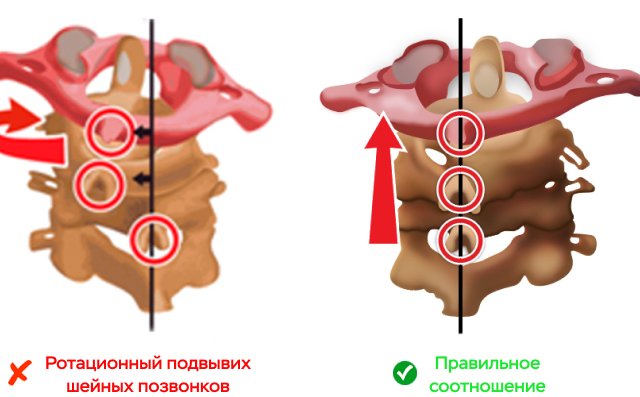 Ротационный подвывих
шейных позвонков
Правильное
соотношение